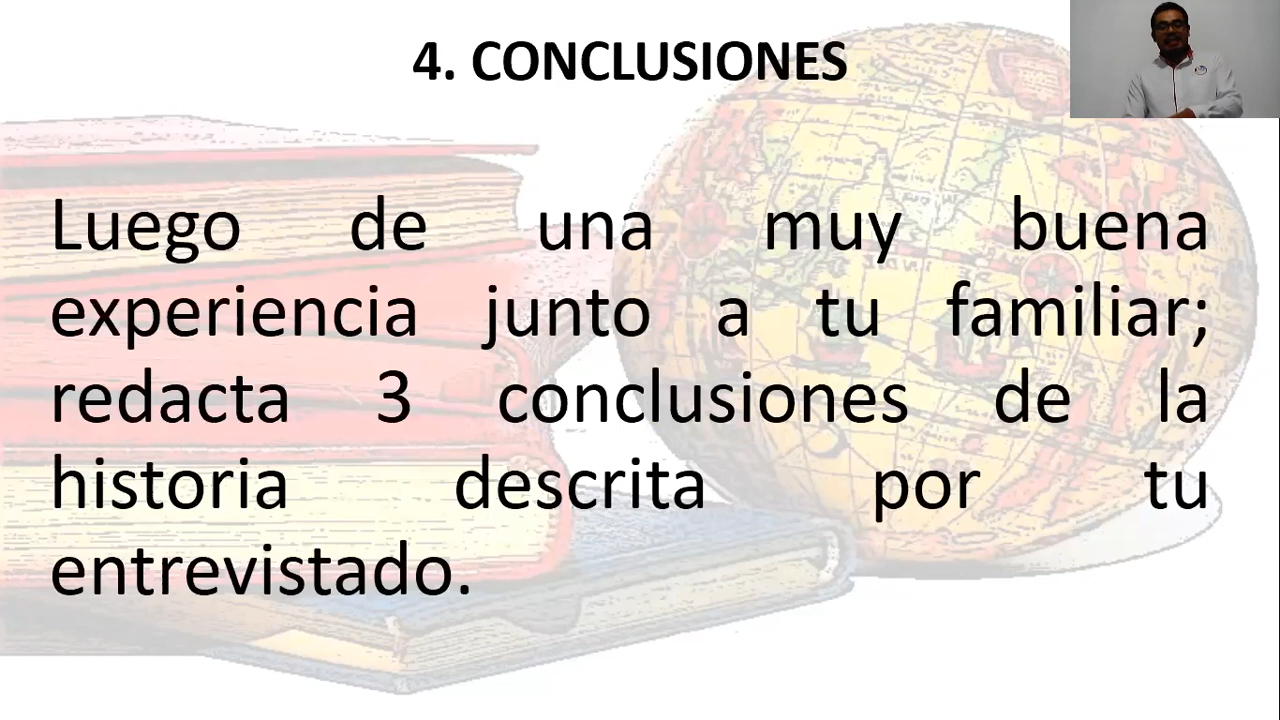 4. CONCLUSIONES
Luego de una muy buena
experiencia junto a tu familiar;
redacta 3 conclusiones de la
historia descrita por tu
entrevistado.